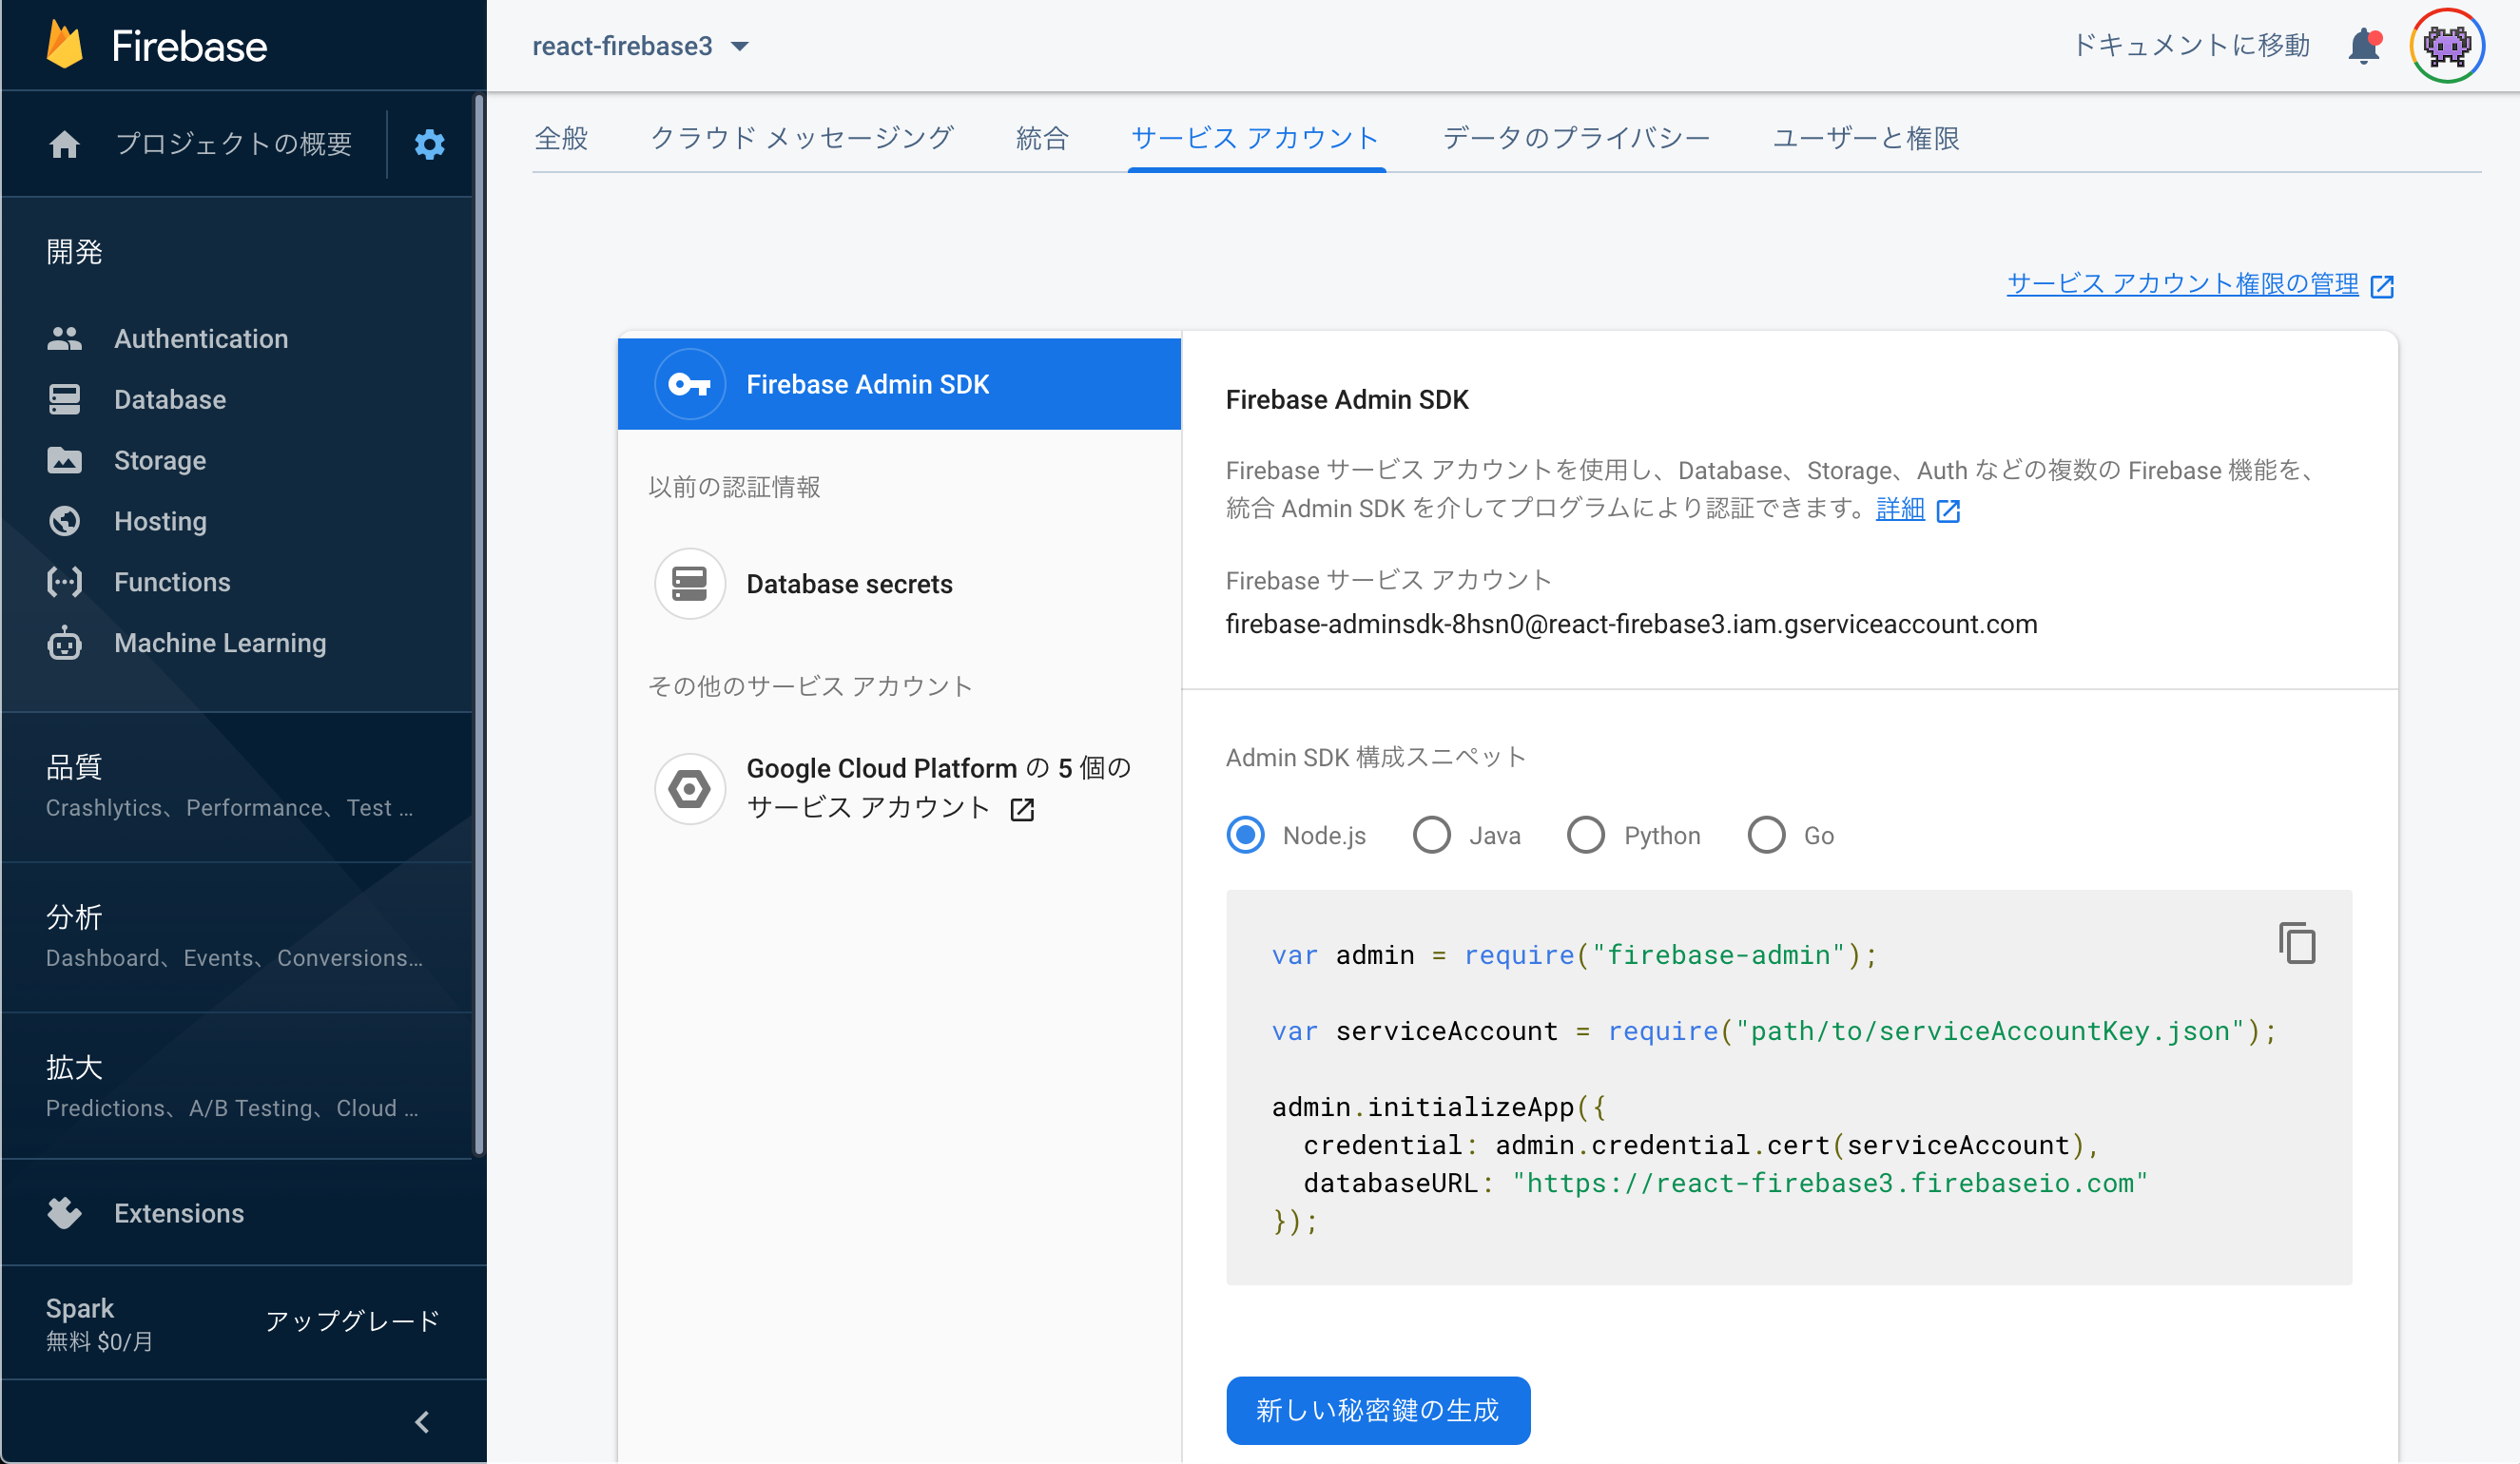 Firebase
react-firebase3
ドキュメントに移動
プロジェクトの概要
全般 クラウド メッセージング 統合 サービス アカウント データのプライバシー ユーザーと権限
開発
Authentication
Database
Storage
Hosting
Functions
Machine Learning
品質
Crashlytics、Performance、Test ...
分析
Dashboard、Events、Conversions...
拡大
Predictions、A/B Testing、Cloud ...
Extensions
Spark
無料 $0/月
アップグレード
サービス アカウント権限の管理
Firebase Admin SDK
以前の認証情報
Database secrets
その他のサービス アカウント
Google Cloud Platform の 5 個の
サービス アカウント
Firebase Admin SDK
Firebase サービス アカウントを使用し、Database、Storage、Auth などの複数の Firebase 機能を、
統合 Admin SDK を介してプログラムにより認証できます。詳細
Firebase サービス アカウント
firebase-adminsdk-8hsn0@react-firebase3.iam.gserviceaccount.com
Admin SDK 構成スニペット
Node.js Java Python Go
var admin = require("firebase-admin");
var serviceAccount = require("path/to/serviceAccountKey.json");
admin.initializeApp({
  credential: admin.credential.cert(serviceAccount),
  databaseURL: "https://react-firebase3.firebaseio.com"
});
新しい秘密鍵の生成